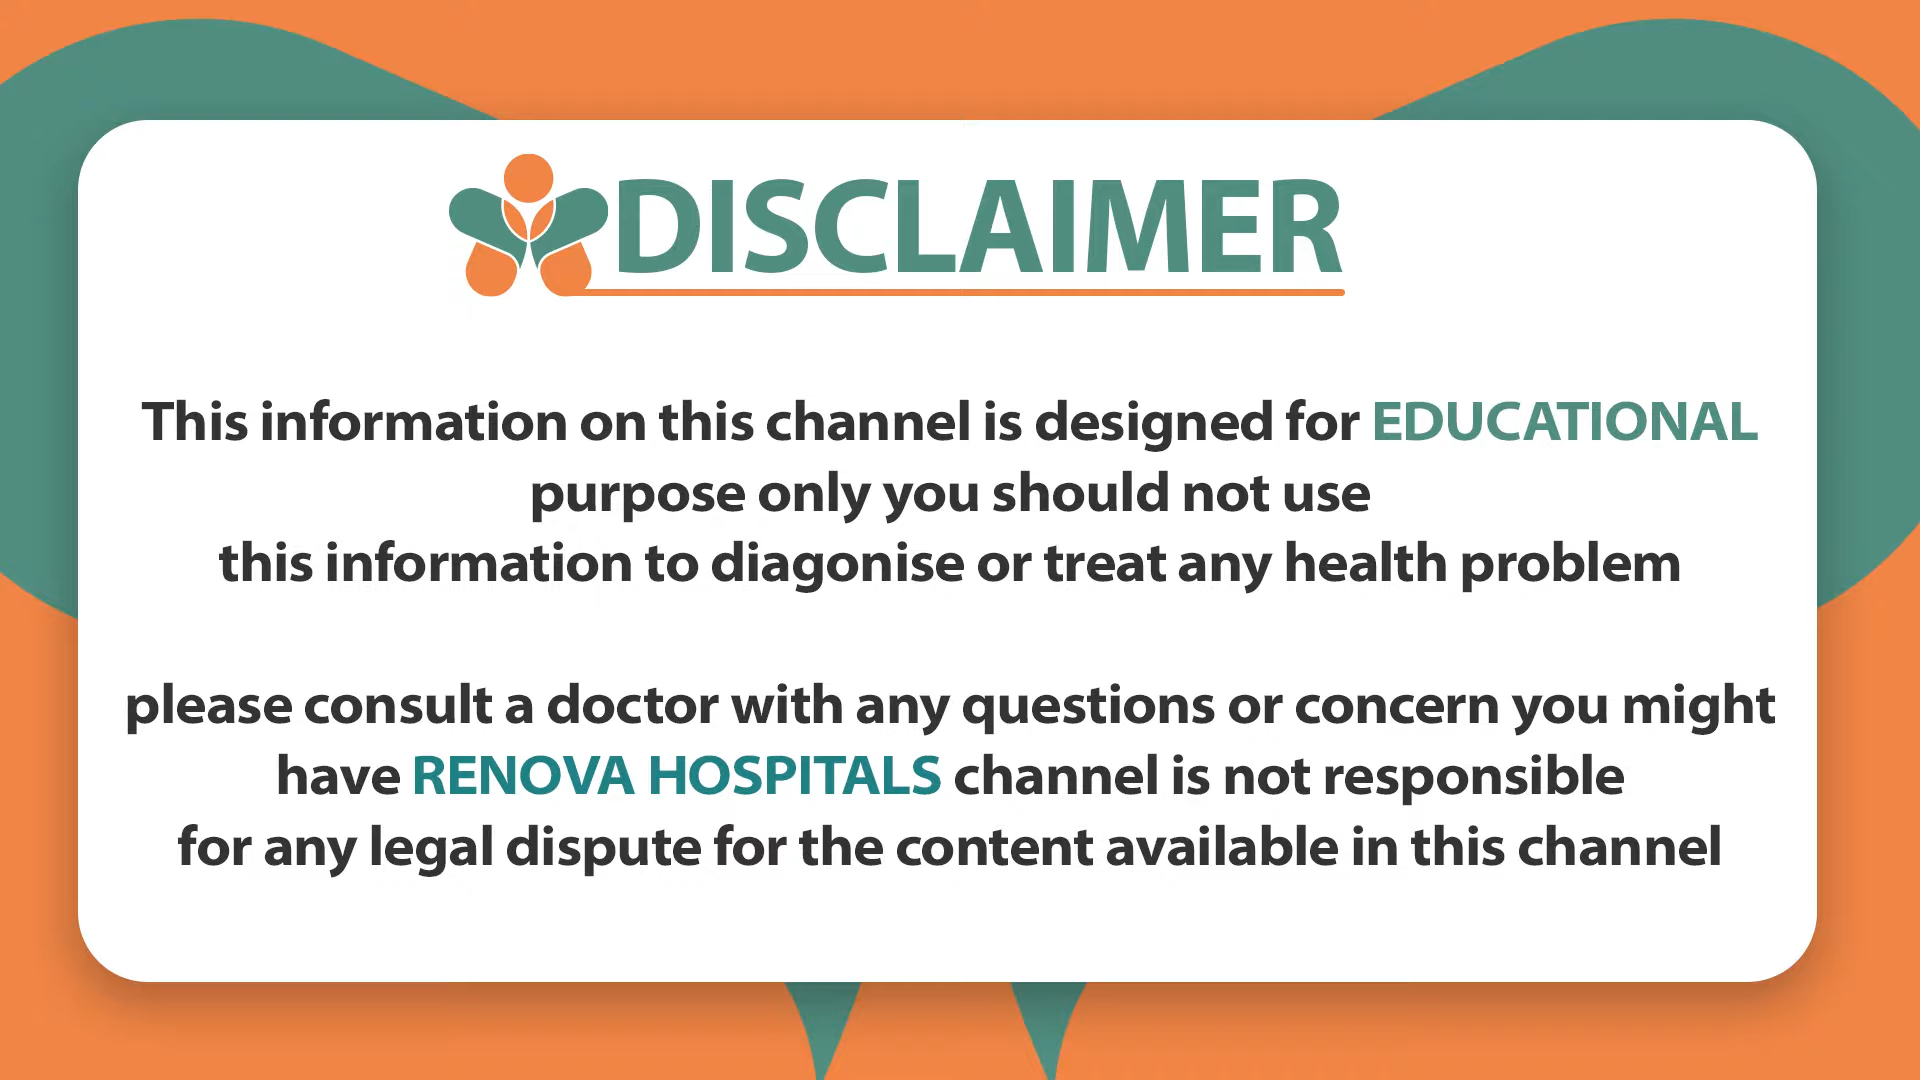 DISCLAIMER
This information on this channel is designed for EDUCATIONAL
purpose only you should not use
this information to diagonise or treat any health problem
please consult a doctor with any questions or concern you might
have RENOVA HOSPITALS channel is not responsible
for any legal dispute for the content available in this channel